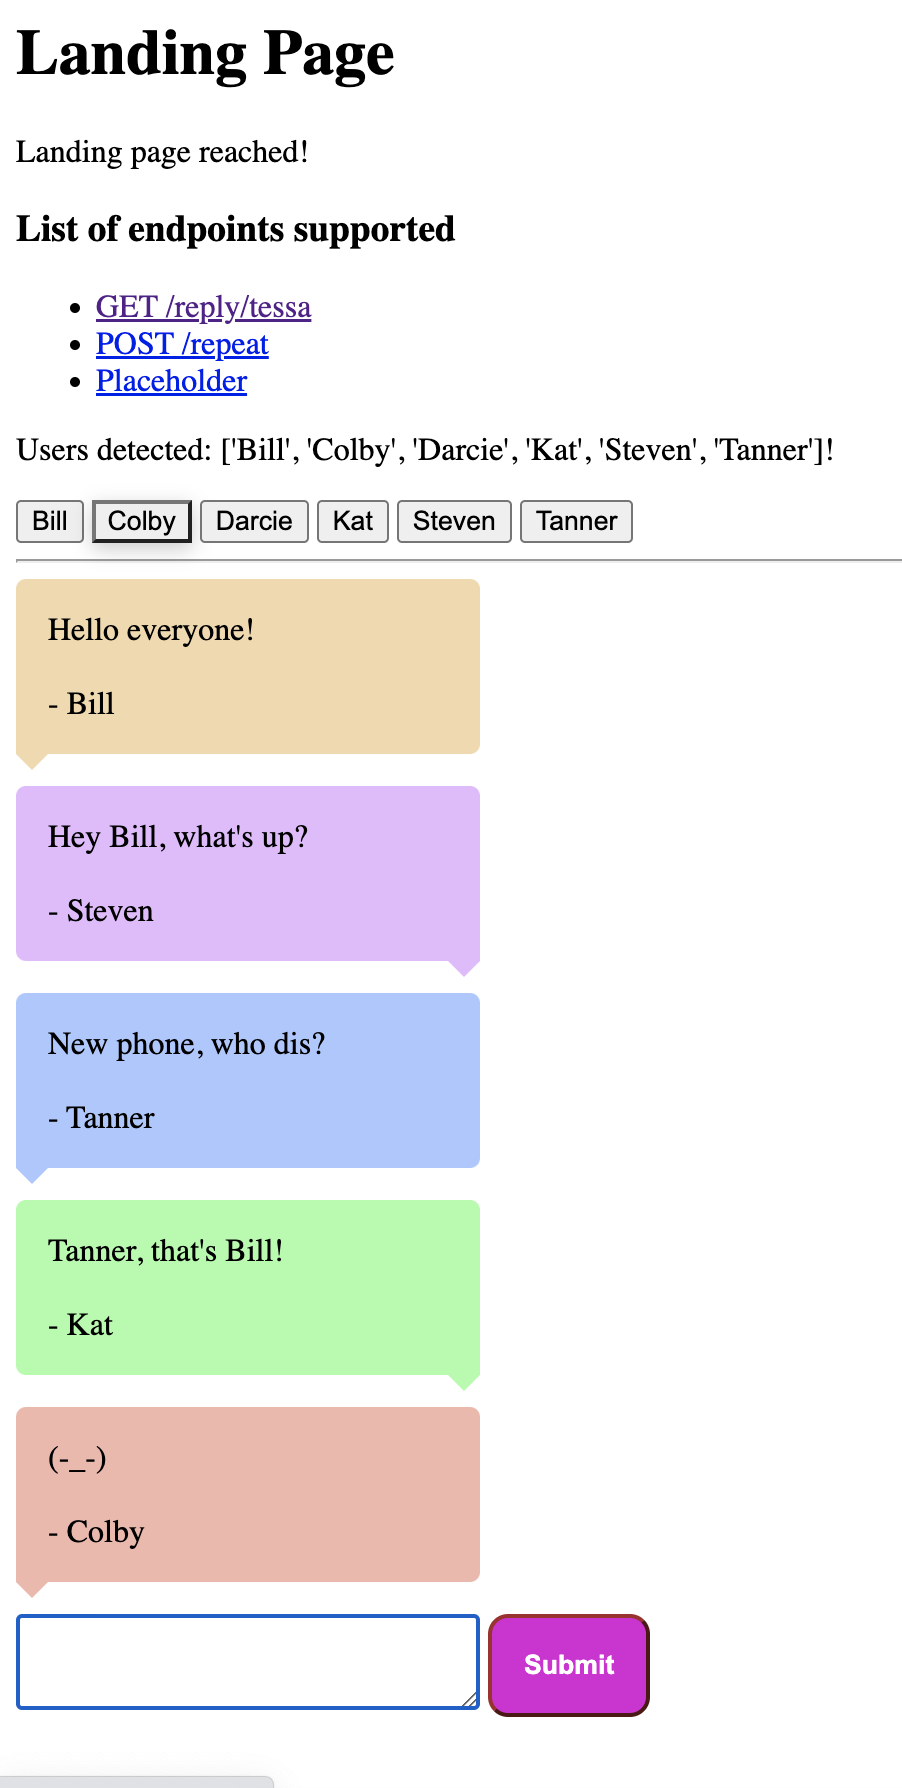 Landing Page
Landing page reached!
List of endpoints supported
GET /reply/tessa
POST /repeat
Placeholder
Users detected: ['Bill', 'Colby', 'Darcie', 'Kat', 'Steven', 'Tanner']!
Bill Colby Darcie Kat Steven Tanner
Hello everyone!
- Bill
Hey Bill, what's up?
- Steven
New phone, who dis?
- Tanner
Tanner, that's Bill!
- Kat
(-_-)
- Colby
Submit